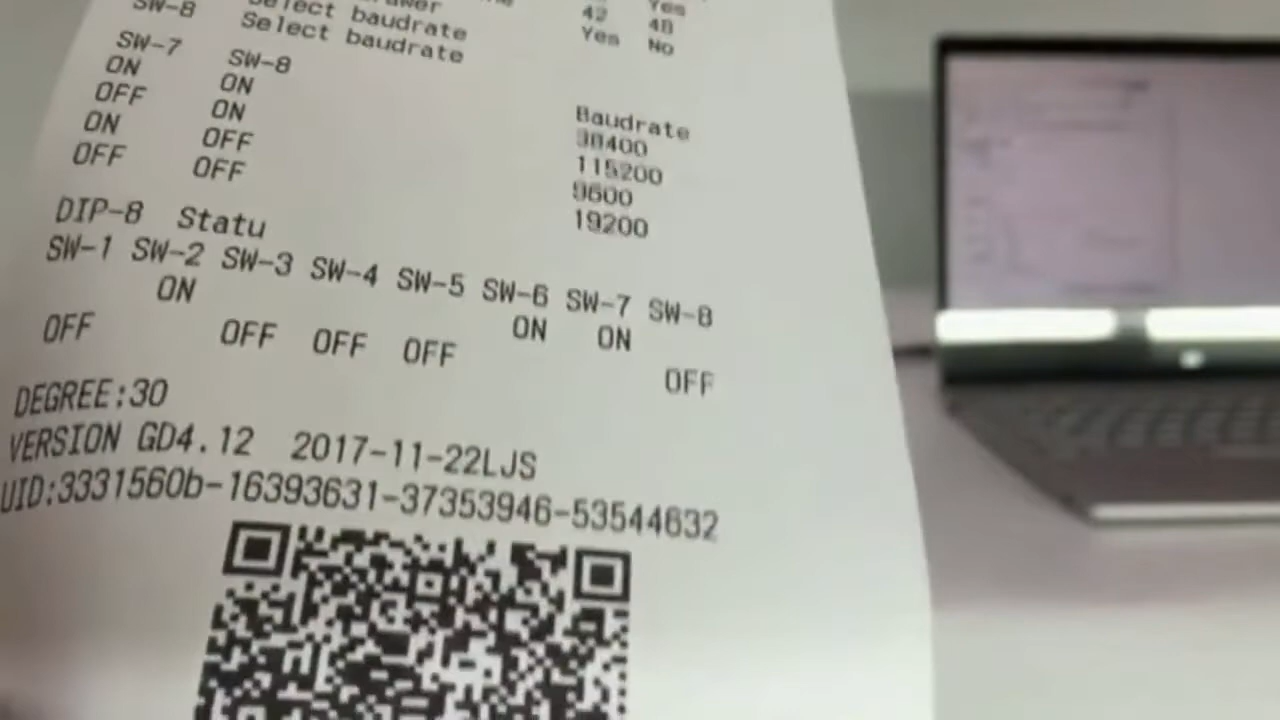 Yes
42 48
SW-8 Select baudrate Yes No
Select baudrate
SW-7 SW-8 Baudrate
ON ON 38400
OFF ON 115200
ON OFF 9600
OFF OFF 19200
DIP-8 Statu
SW-1 SW-2 SW-3 SW-4 SW-5 SW-6 SW-7 SW-8
ON ON ON
OFF OFF OFF OFF OFF
DEGREE:30
VERSION GD4.12 2017-11-22LJS
UID:3331560b-16393631-37353946-53544632